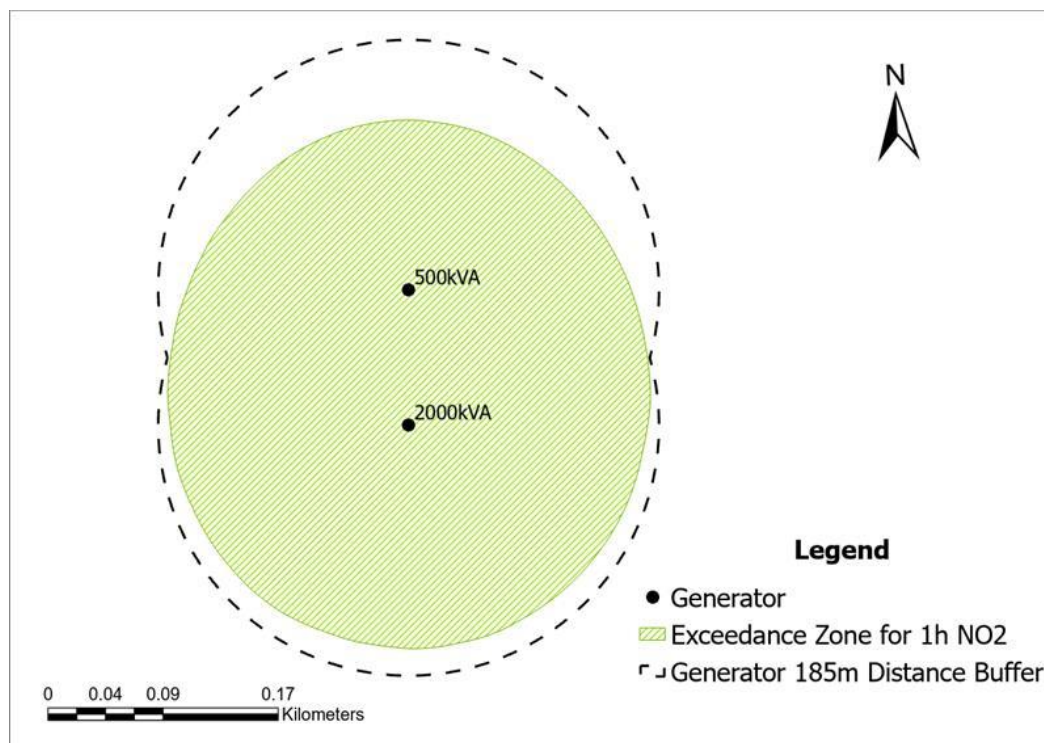 N
500kVA
2000kVA
Legend
Generator
Exceedance Zone for 1h NO2
Generator 185m Distance Buffer
0 0.04 0.09 0.17
Kilometers